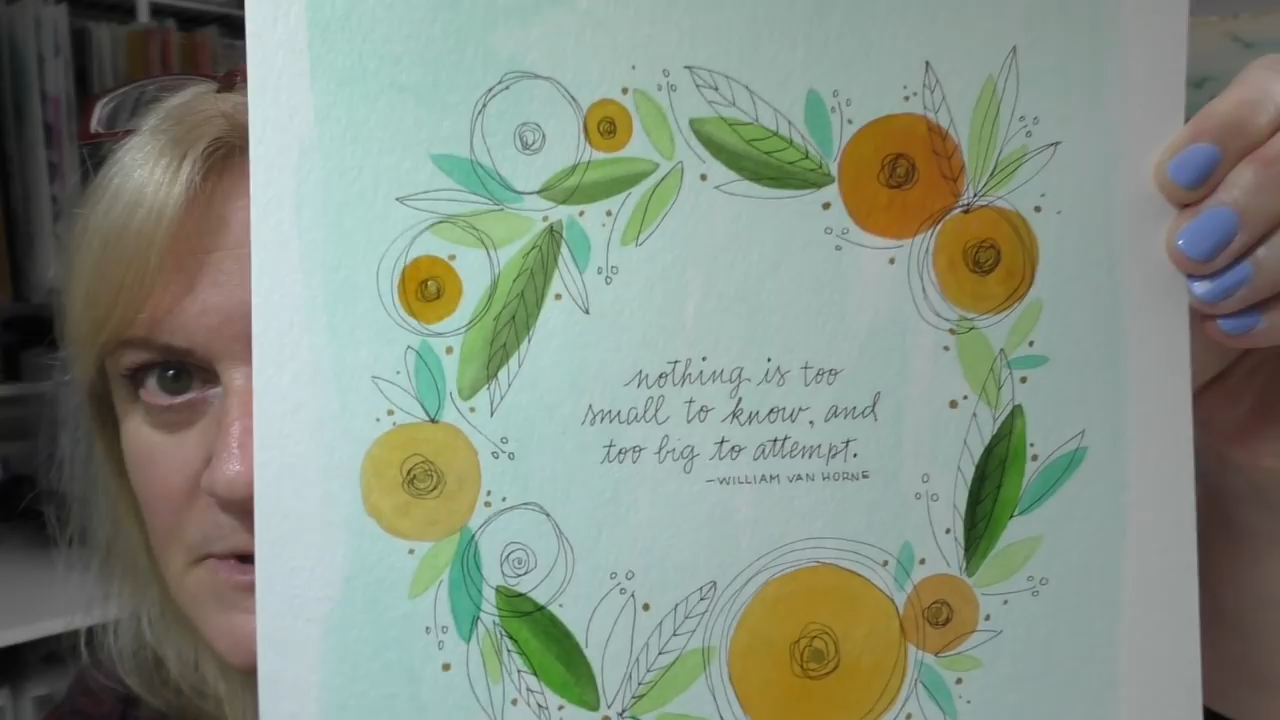 nothing is too
small to know, and
too big to attempt.
-WILLIAM VAN HORNE